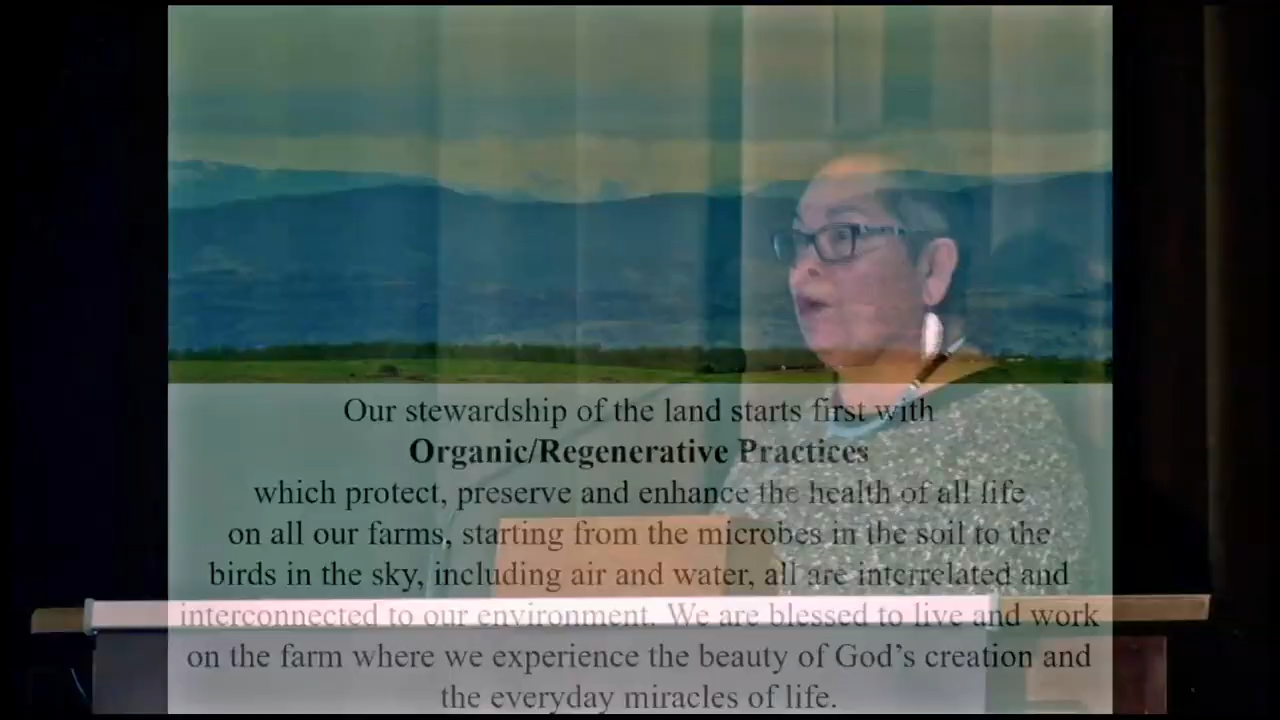 Our stewardship of the land starts first with
Organic/Regenerative Practices
which protect, preserve and enhance the health of all life
on all our farms, starting from the microbes in the soil to the
birds in the sky, including air and water, all are interrelated and
interconnected to our environment. We are blessed to live and work
on the farm where we experience the beauty of God’s creation and
the everyday miracles of life.